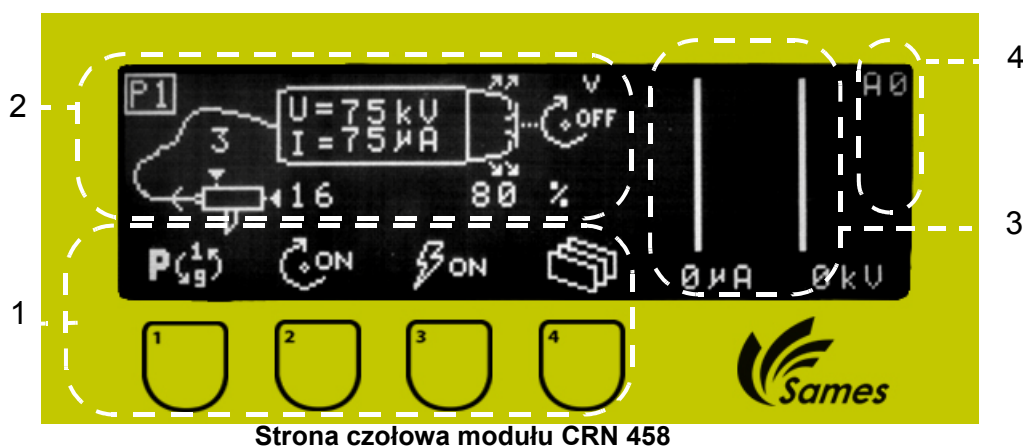 4
A0
2
P1
U=75kV
I=75µA
V
OFF
3
16
80 %
3
P 1 9
ON
ON
0µA
0kV
1
1
2
3
4
Sames
Strona czołowa modułu CRN 458